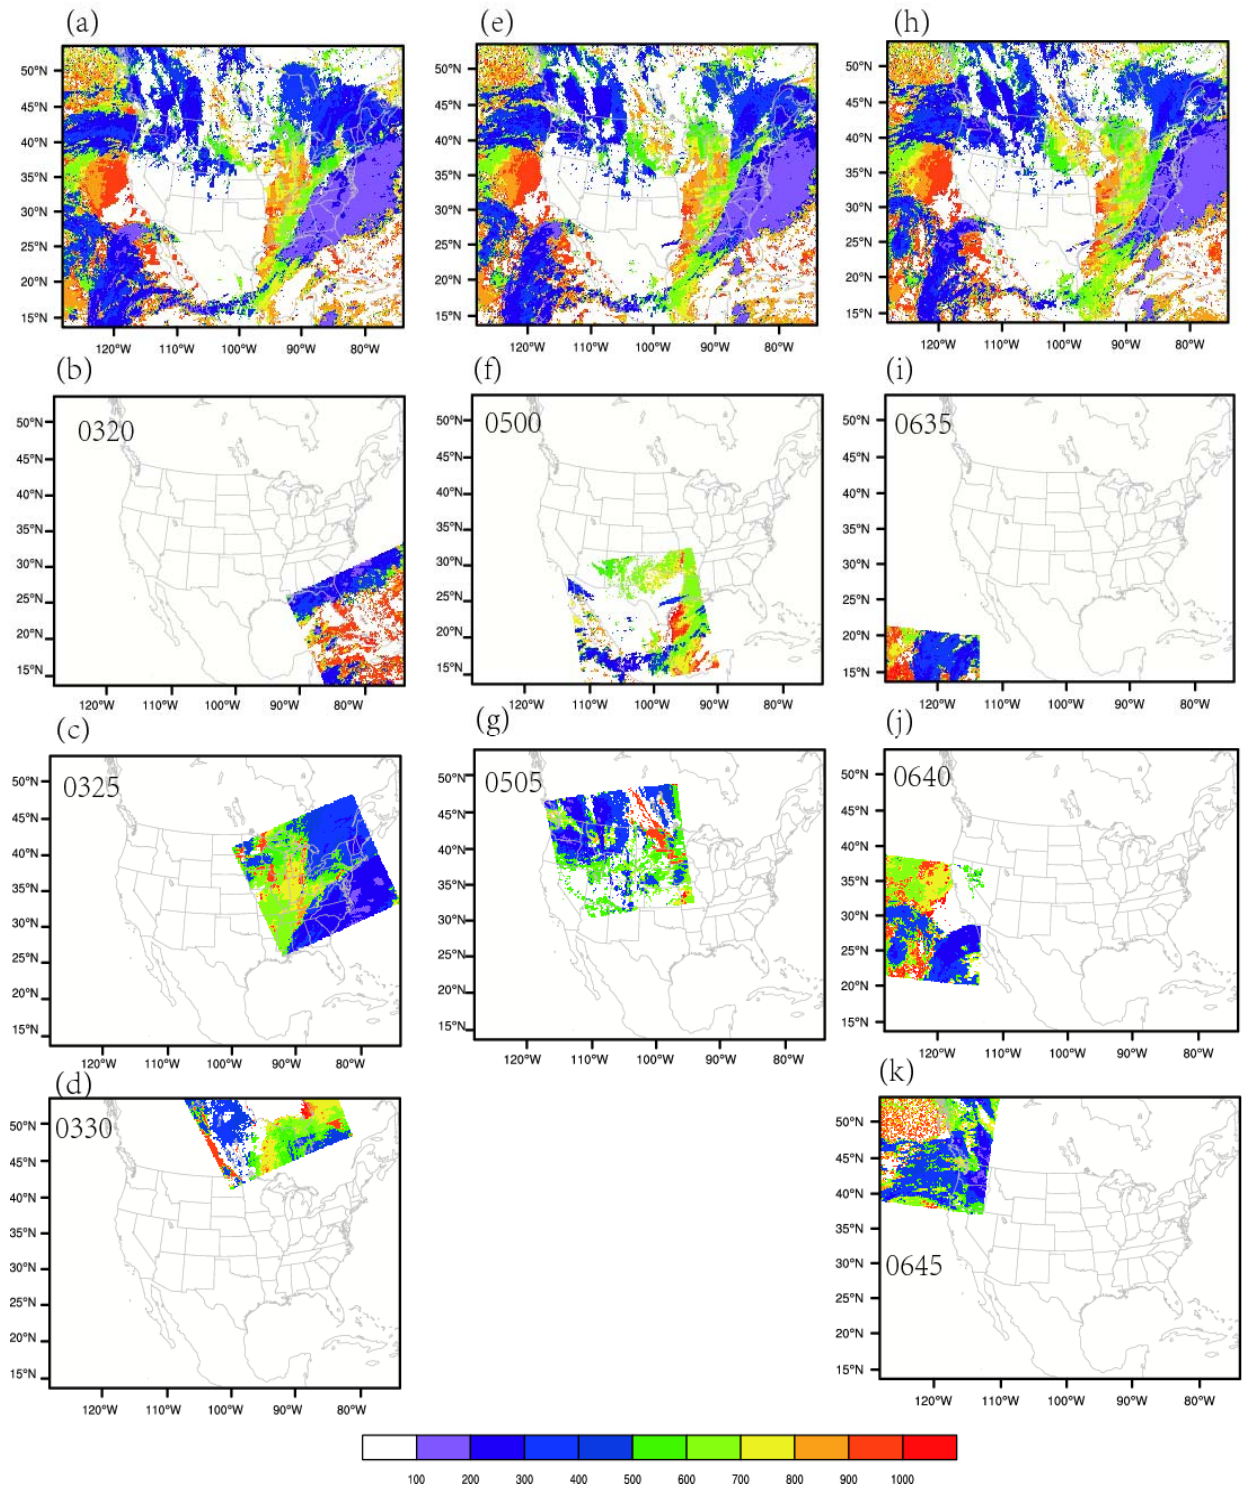 (a) (e) (h)
50°N 50°N 50°N
45°N 45°N 45°N
40°N 40°N 40°N
35°N 35°N 35°N
30°N 30°N 30°N
25°N 25°N 25°N
20°N 20°N 20°N
15°N 15°N 15°N
120°W 110°W 100°W 90°W 80°W 120°W 110°W 100°W 90°W 80°W 120°W 110°W 100°W 90°W 80°W
(b) (f) (i)
0320 0500 0635
50°N 50°N 50°N
45°N 45°N 45°N
40°N 40°N 40°N
35°N 35°N 35°N
30°N 30°N 30°N
25°N 25°N 25°N
20°N 20°N 20°N
15°N 15°N 15°N
120°W 110°W 100°W 90°W 80°W 120°W 110°W 100°W 90°W 80°W 120°W 110°W 100°W 90°W 80°W
(c) (g) (j)
0325 0505 0640
50°N 50°N 50°N
45°N 45°N 45°N
40°N 40°N 40°N
35°N 35°N 35°N
30°N 30°N 30°N
25°N 25°N 25°N
20°N 20°N 20°N
15°N 15°N 15°N
120°W 110°W 100°W 90°W 80°W 120°W 110°W 100°W 90°W 80°W 120°W 110°W 100°W 90°W 80°W
(d) (k)
0330
50°N 50°N
45°N 45°N
40°N 40°N
35°N 35°N
30°N 30°N
0645
25°N 25°N
20°N 20°N
15°N 15°N
120°W 110°W 100°W 90°W 80°W 120°W 110°W 100°W 90°W 80°W
100 200 300 400 500 600 700 800 900 1000